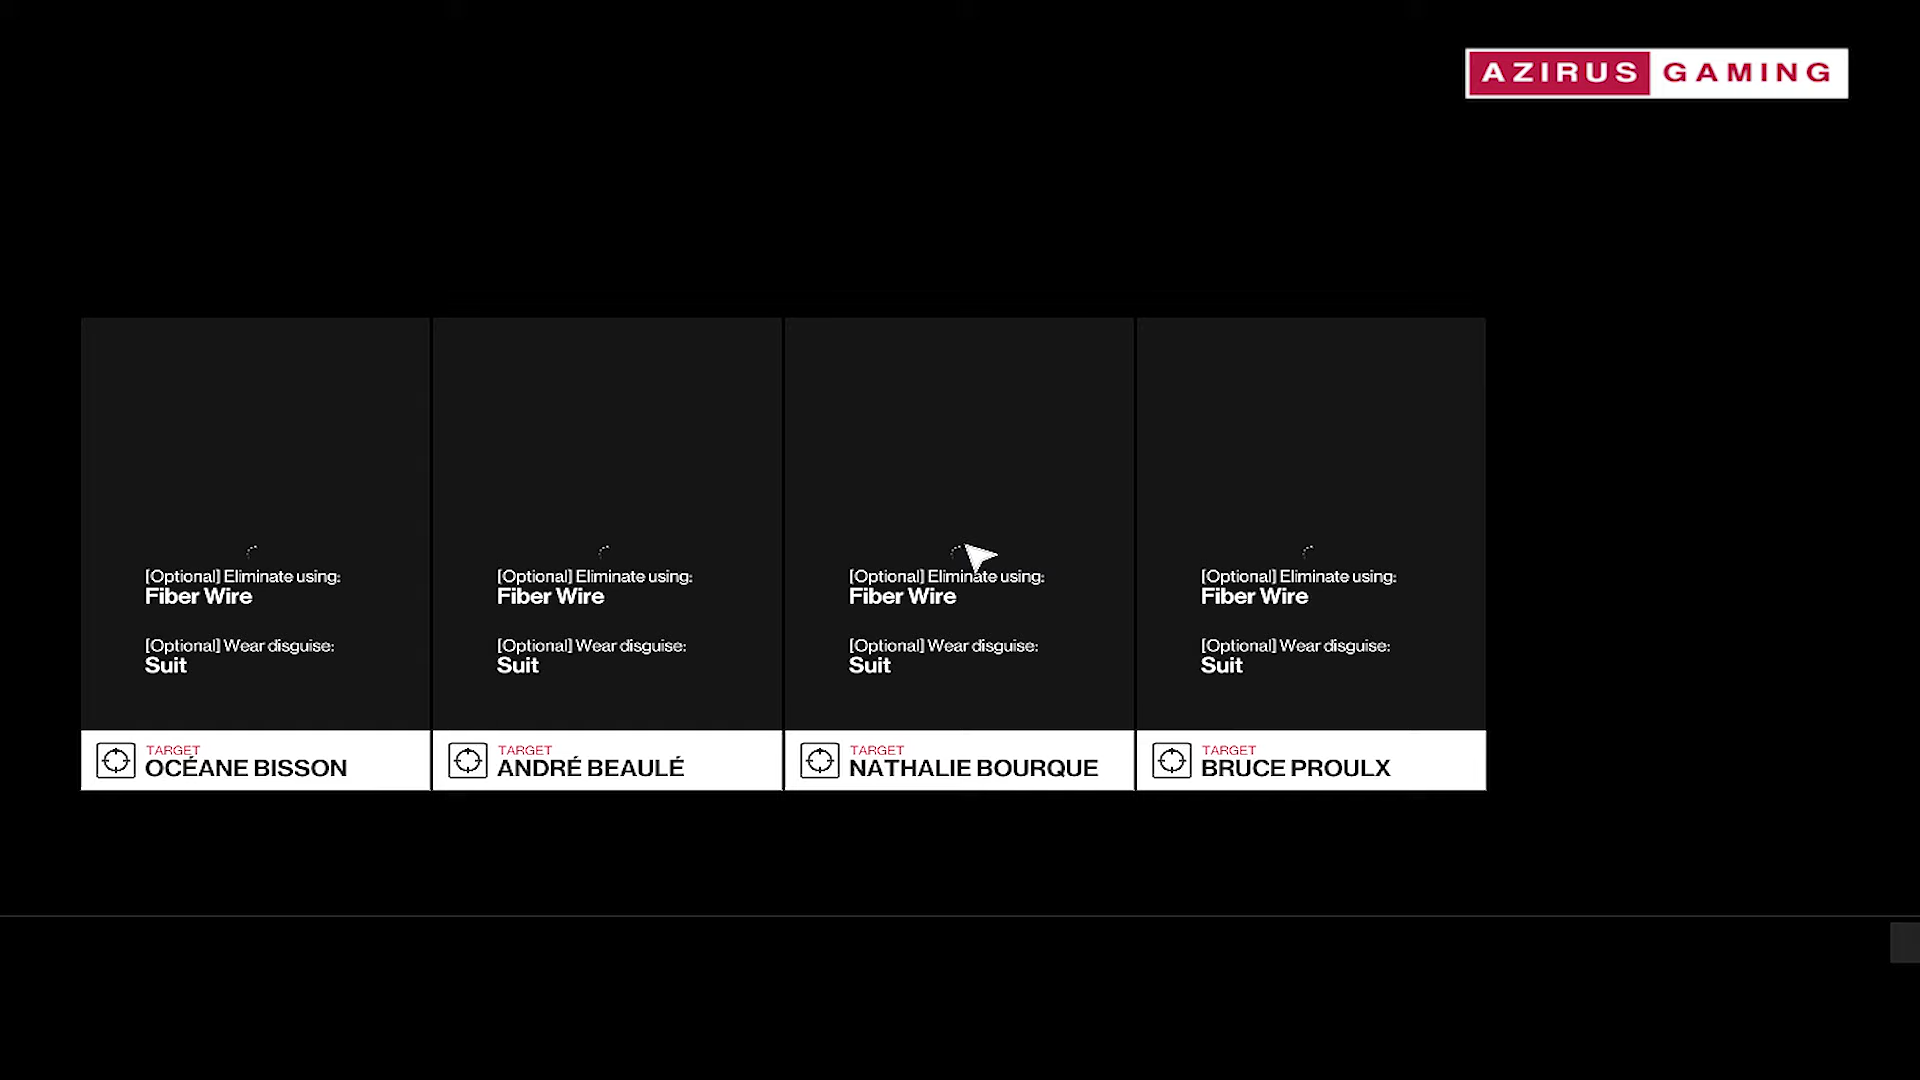 AZIRUS GAMING
[Optional] Eliminate using:
Fiber Wire
[Optional] Wear disguise:
Suit
TARGET
OCÉANE BISSON
[Optional] Eliminate using:
Fiber Wire
[Optional] Wear disguise:
Suit
TARGET
ANDRÉ BEAULÉ
[Optional] Eliminate using:
Fiber Wire
[Optional] Wear disguise:
Suit
TARGET
NATHALIE BOURQUE
[Optional] Eliminate using:
Fiber Wire
[Optional] Wear disguise:
Suit
TARGET
BRUCE PROULX